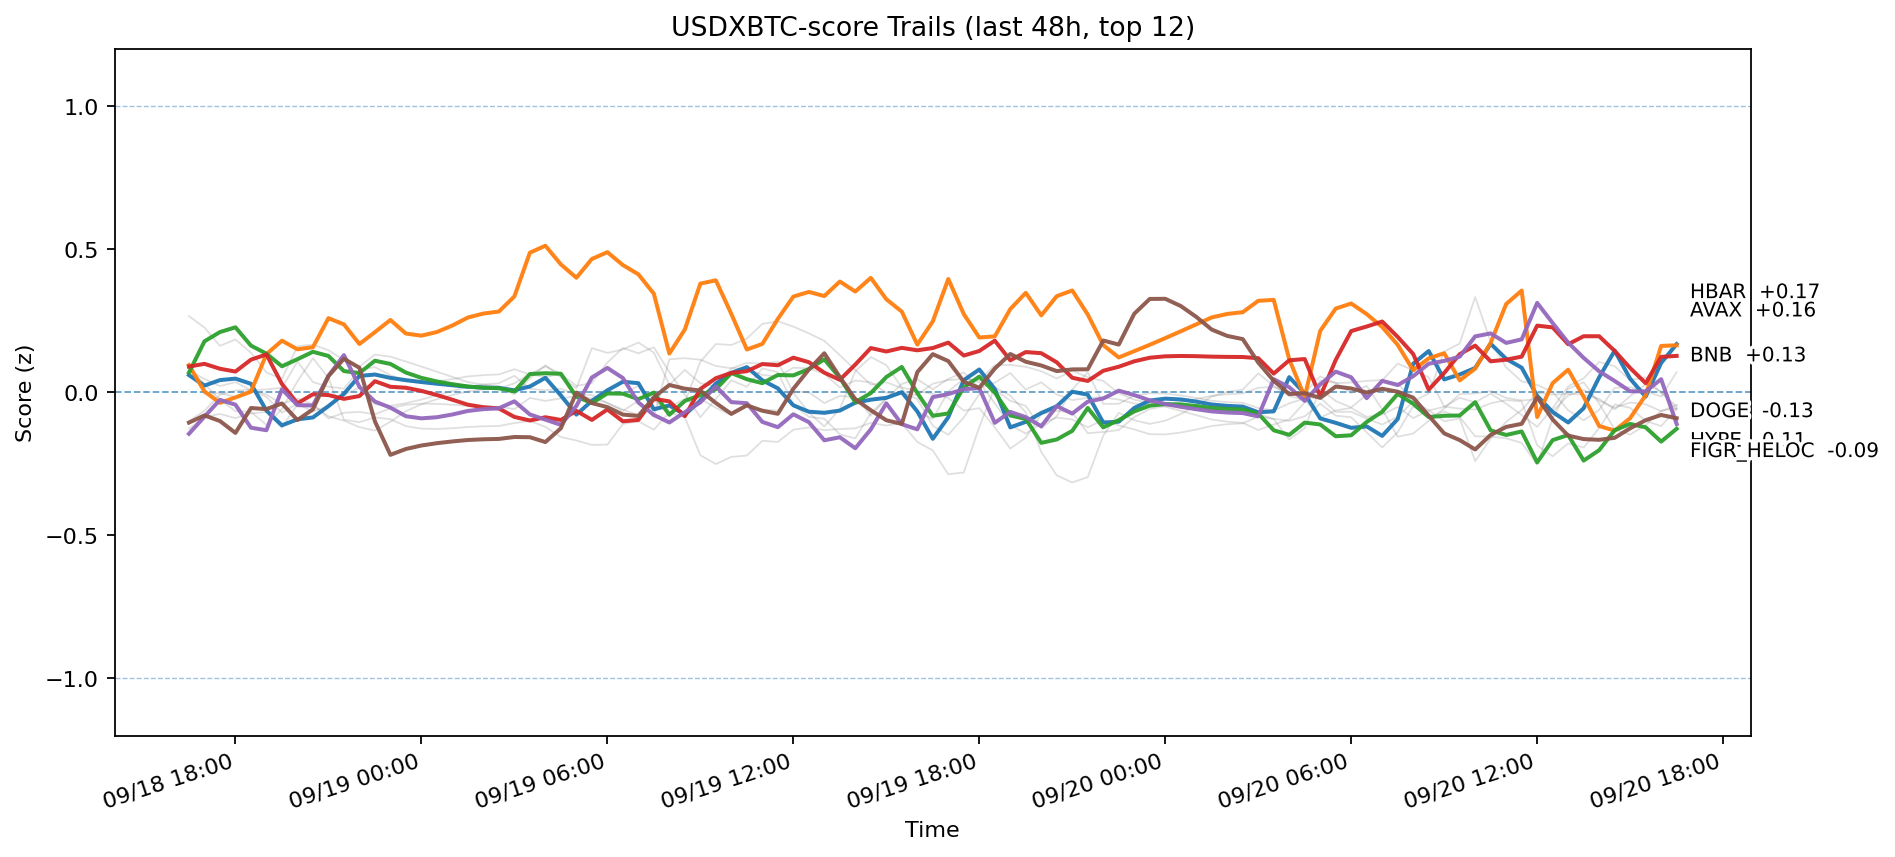 USDXBTC-score Trails (last 48h, top 12)
Score (z)
1.0
0.5
0.0
−0.5
−1.0
HBAR +0.17
AVAX +0.16
BNB +0.13
DOGE -0.13
FIGR_HELOC -0.09
09/18 18:00
09/19 00:00
09/19 06:00
09/19 12:00
09/19 18:00
09/20 00:00
09/20 06:00
09/20 12:00
09/20 18:00
Time